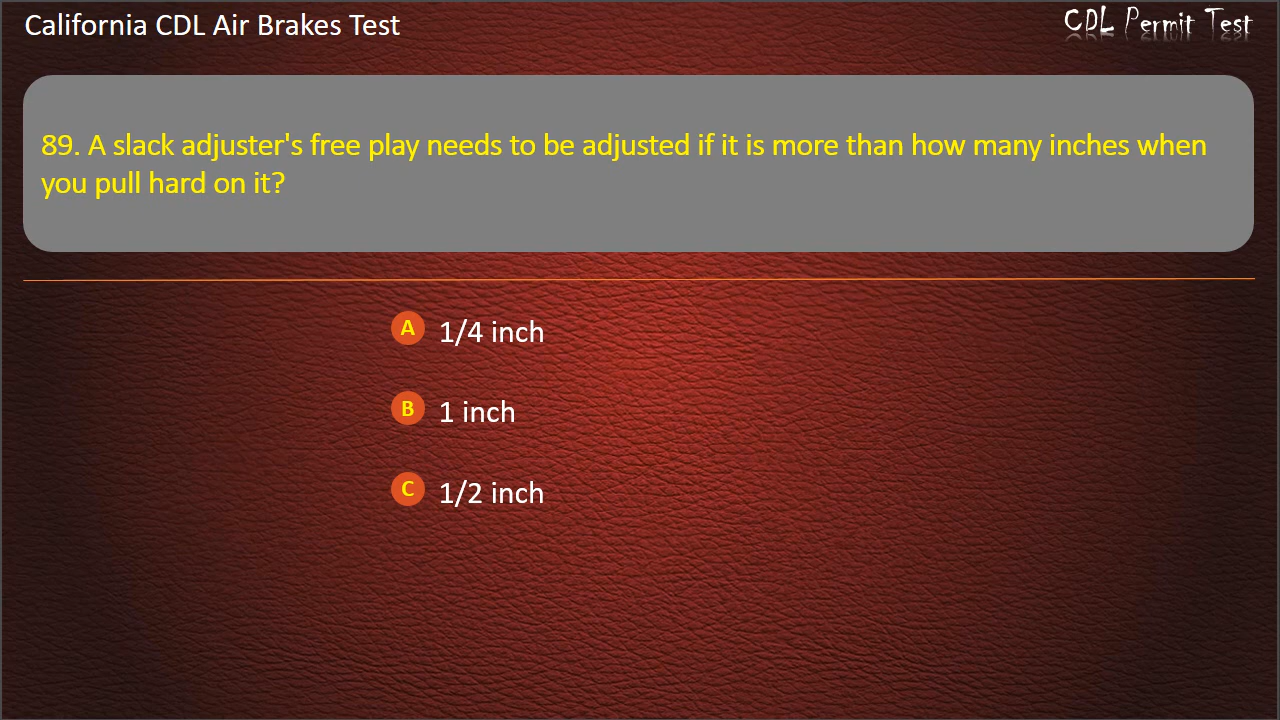 California CDL Air Brakes Test
CDL Permit Test
89. A slack adjuster's free play needs to be adjusted if it is more than how many inches when
you pull hard on it?
A 1/4 inch
B 1 inch
C 1/2 inch